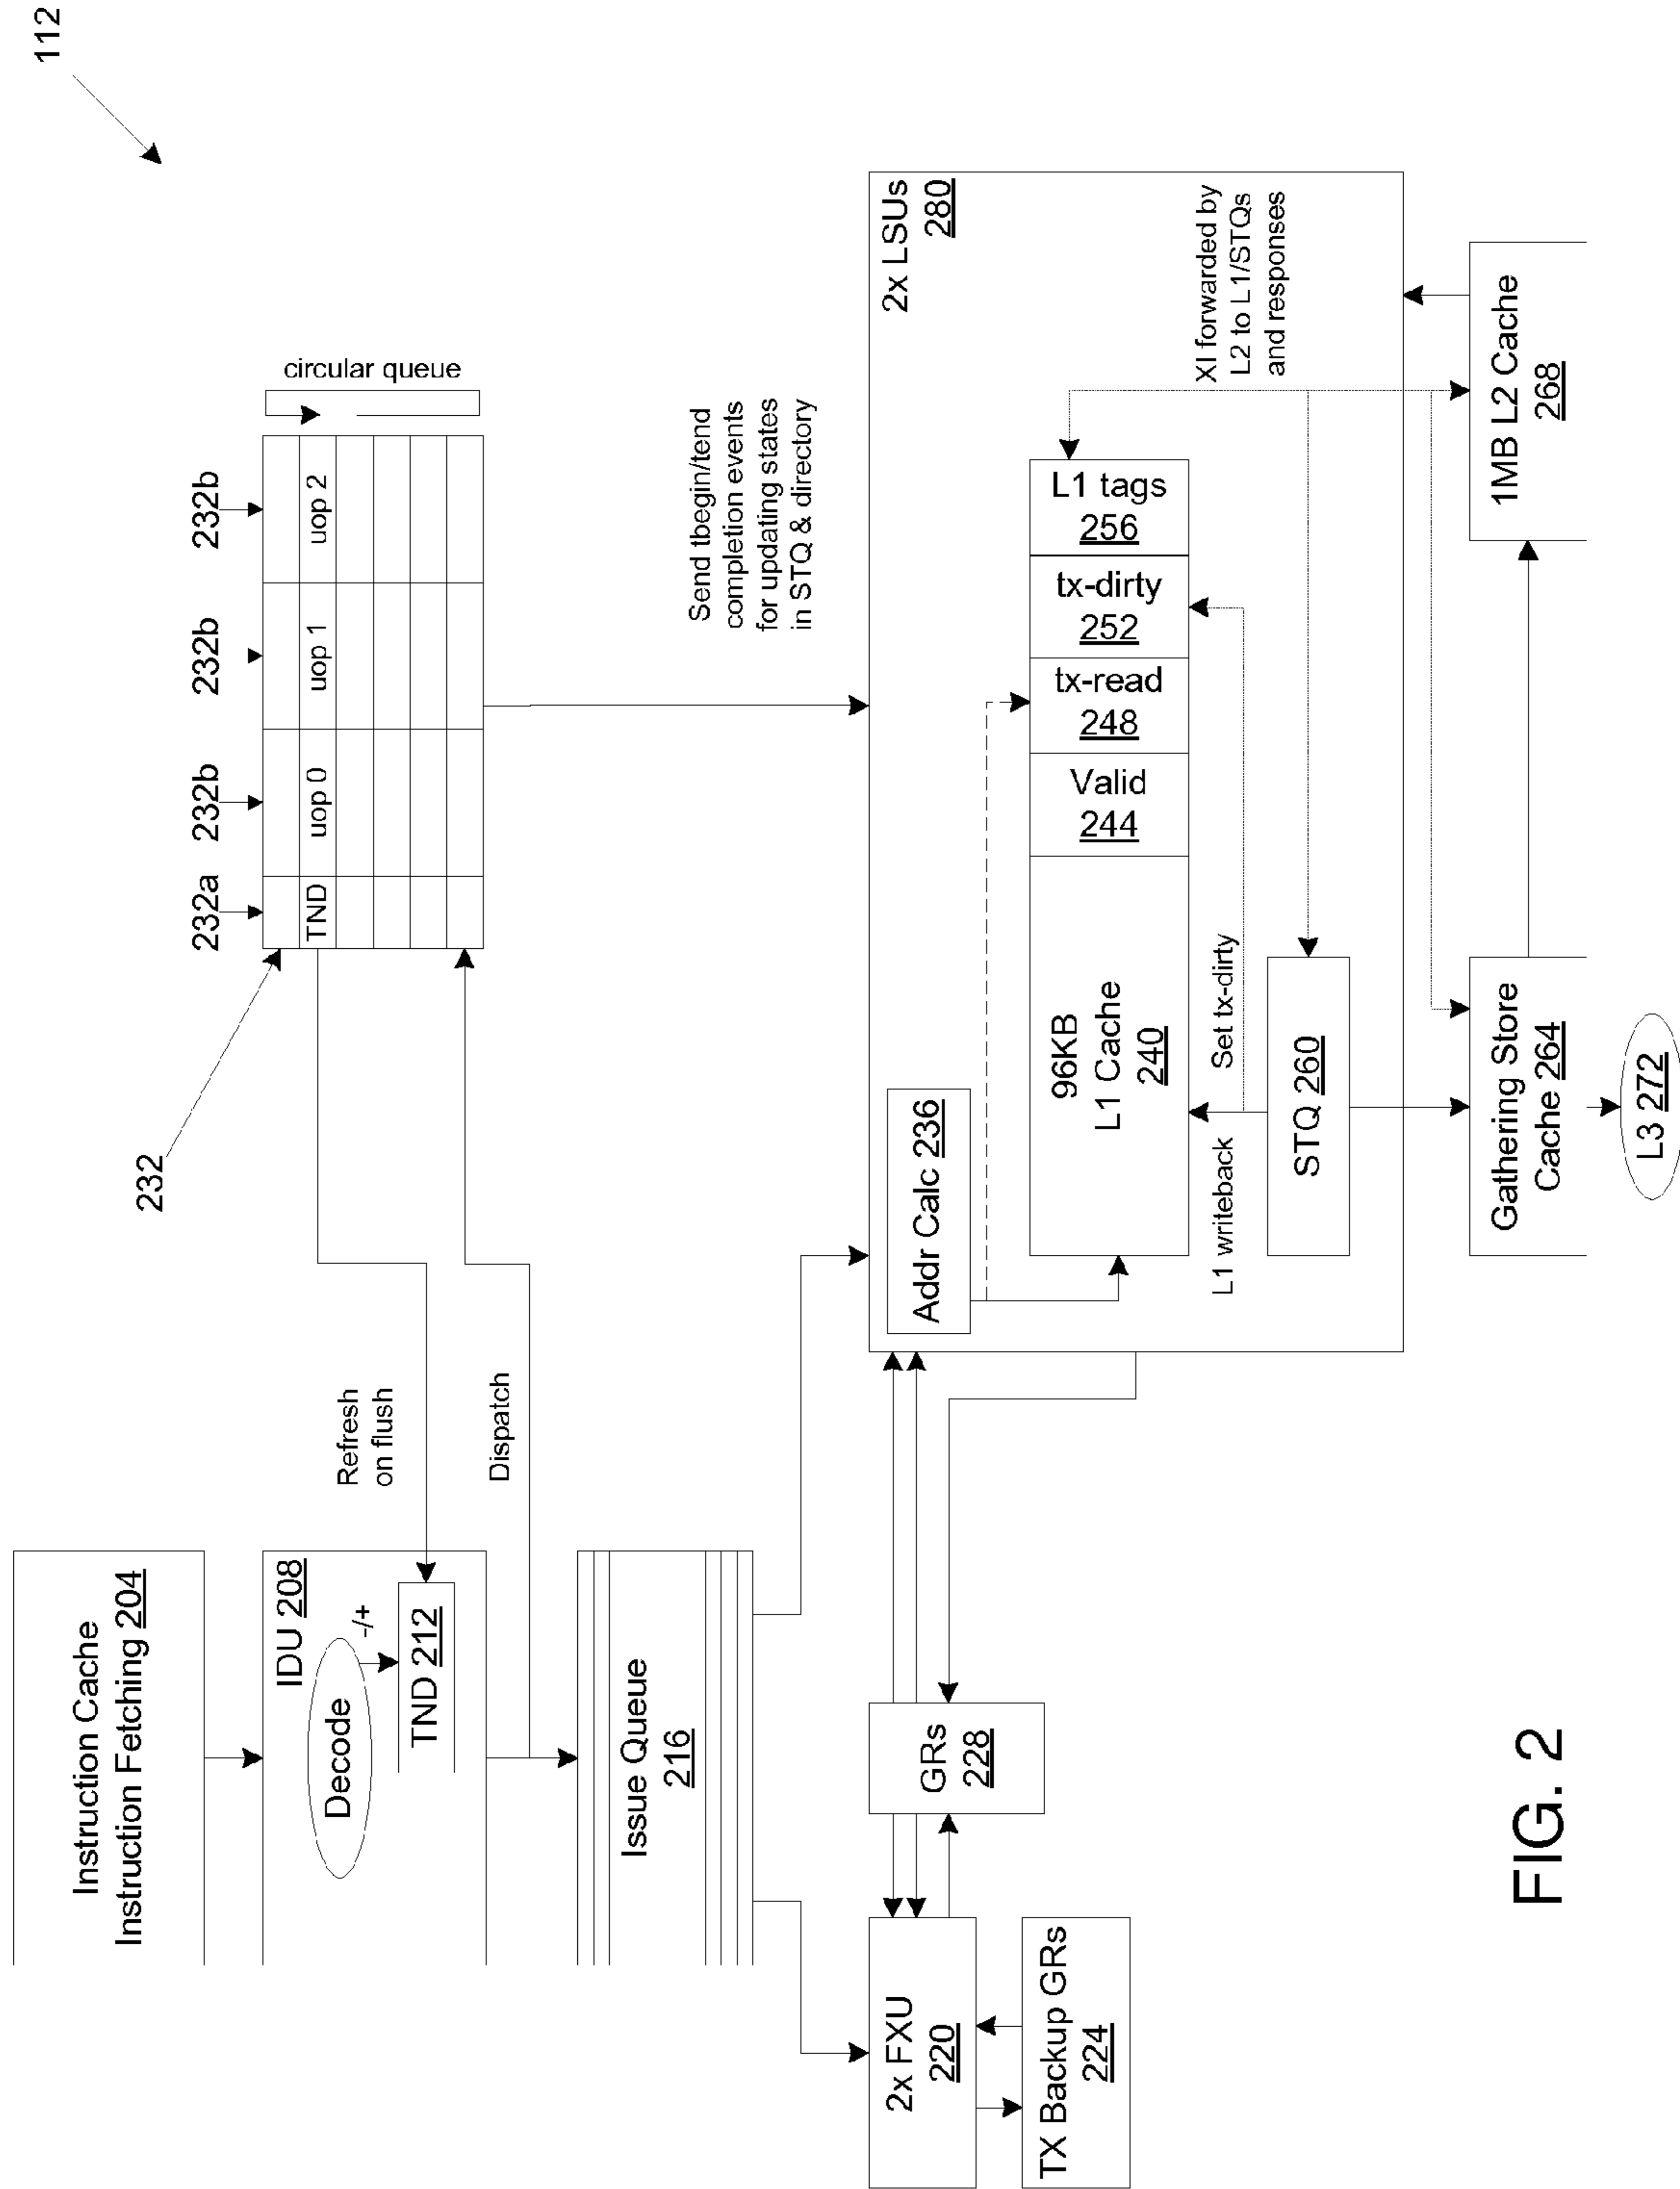 112
Instruction Cache
Instruction Fetching 204
IDU 208
Decode
-/+
TND 212
Refresh
on flush
Dispatch
232
232a
232b
232b
232b
TND
uop 0
uop 1
uop 2
circular queue
Issue Queue
216
Send tbegin/tend
completion events
for updating states
in STQ & directory
2x FXU
220
TX Backup GRs
224
GRs
228
2x LSUs
280
Addr Calc 236
96KB
L1 Cache
240
Valid
244
tx-read
248
tx-dirty
252
L1 tags
256
XI forwarded by
L2 to L1/STQs
and responses
L1 writeback
Set tx-dirty
STQ 260
Gathering Store
Cache 264
1MB L2 Cache
268
L3 272
FIG. 2